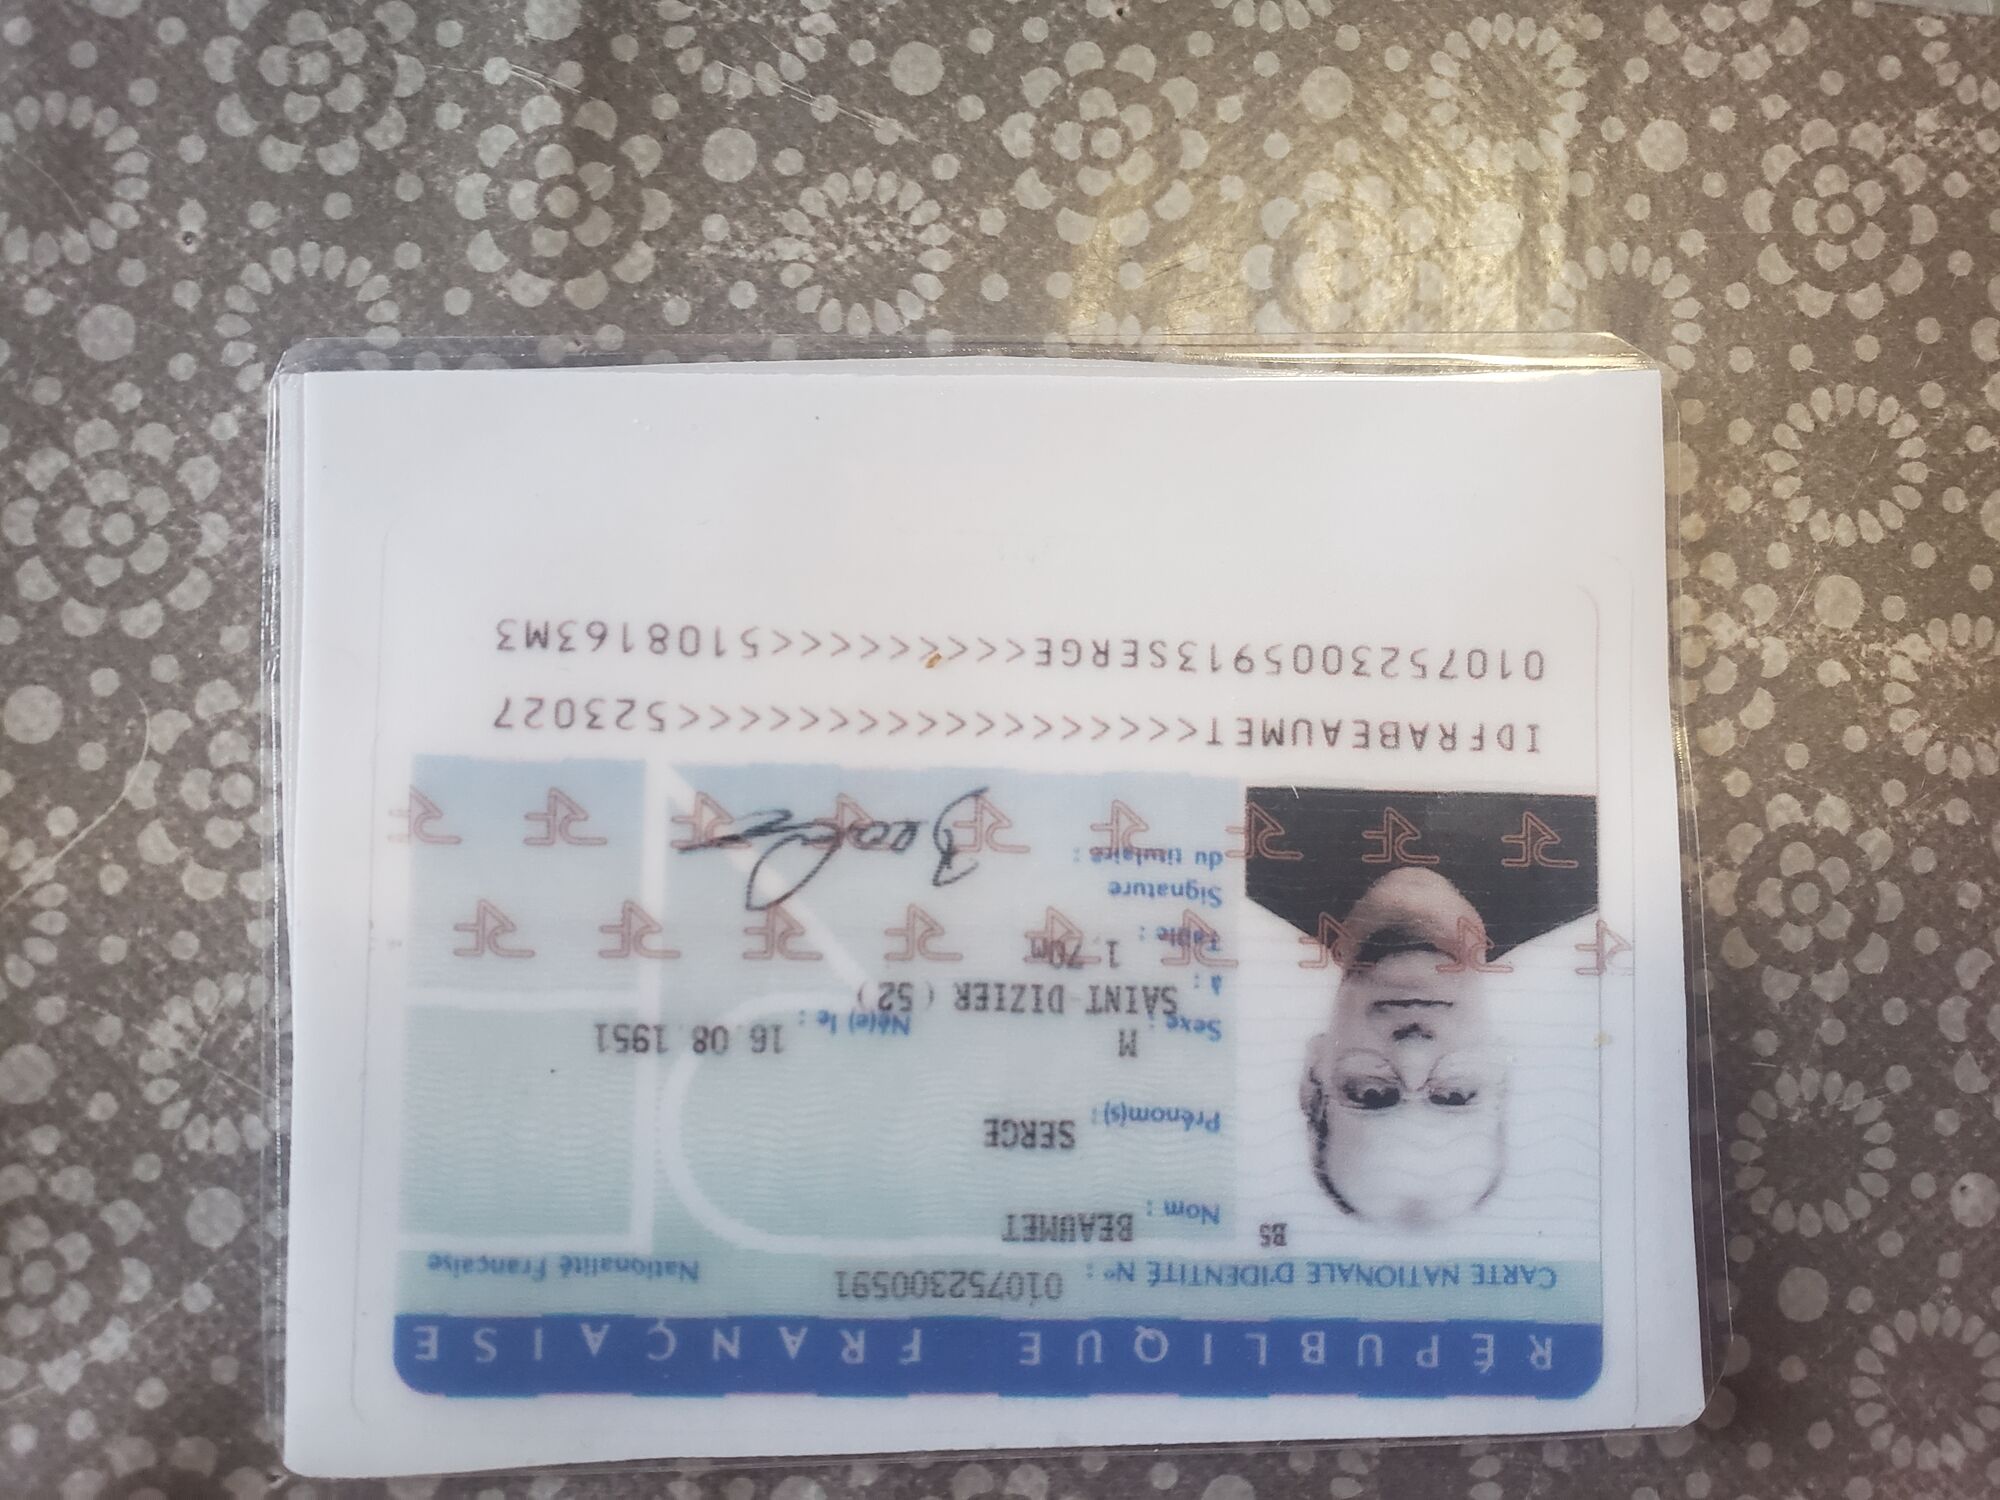 RÉPUBLIQUE FRANÇAISE
CARTE NATIONALE D'IDENTITÉ Nº : 010752300591 Nationalité Française
BS
Nom : BEAUMET
Prénom(s) : SERGE
Sexe : M Né(e) le : 16.08.1951
à : SAINT-DIZIER (52)
Taille : 1,70m
Signature
du titulaire :
IDFRABEAUMET<<<<<<<<<<<<<<<<<<523027
0107523005913SERGE<<<<<<<<<5108163M3